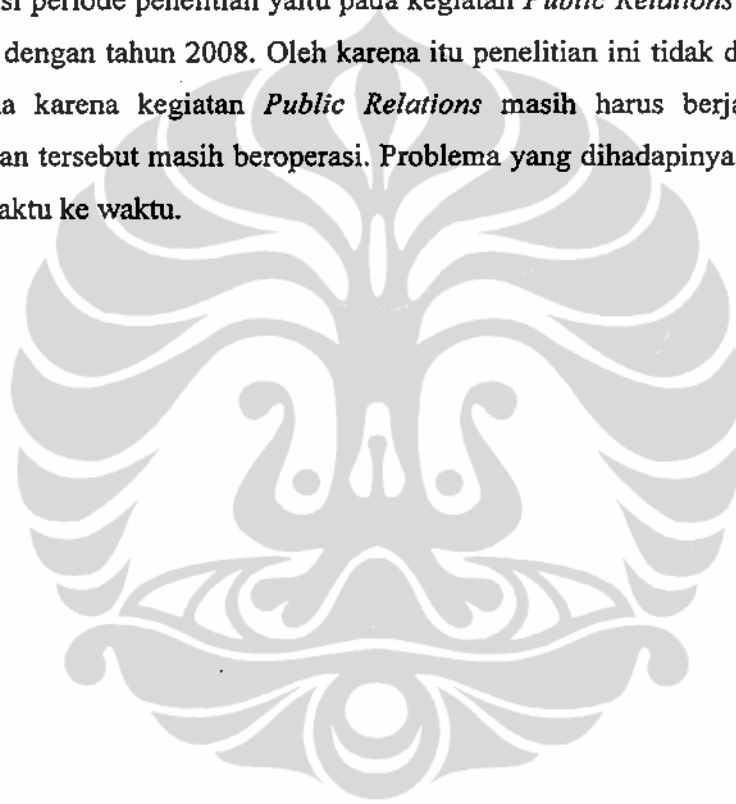 si periode penelitian yaitu pada kegiatan Public Relations
dengan tahun 2008. Oleh karena itu penelitian ini tidak d
a karena kegiatan Public Relations masih harus berja
an tersebut masih beroperasi. Problema yang dihadapinya
aktu ke waktu.